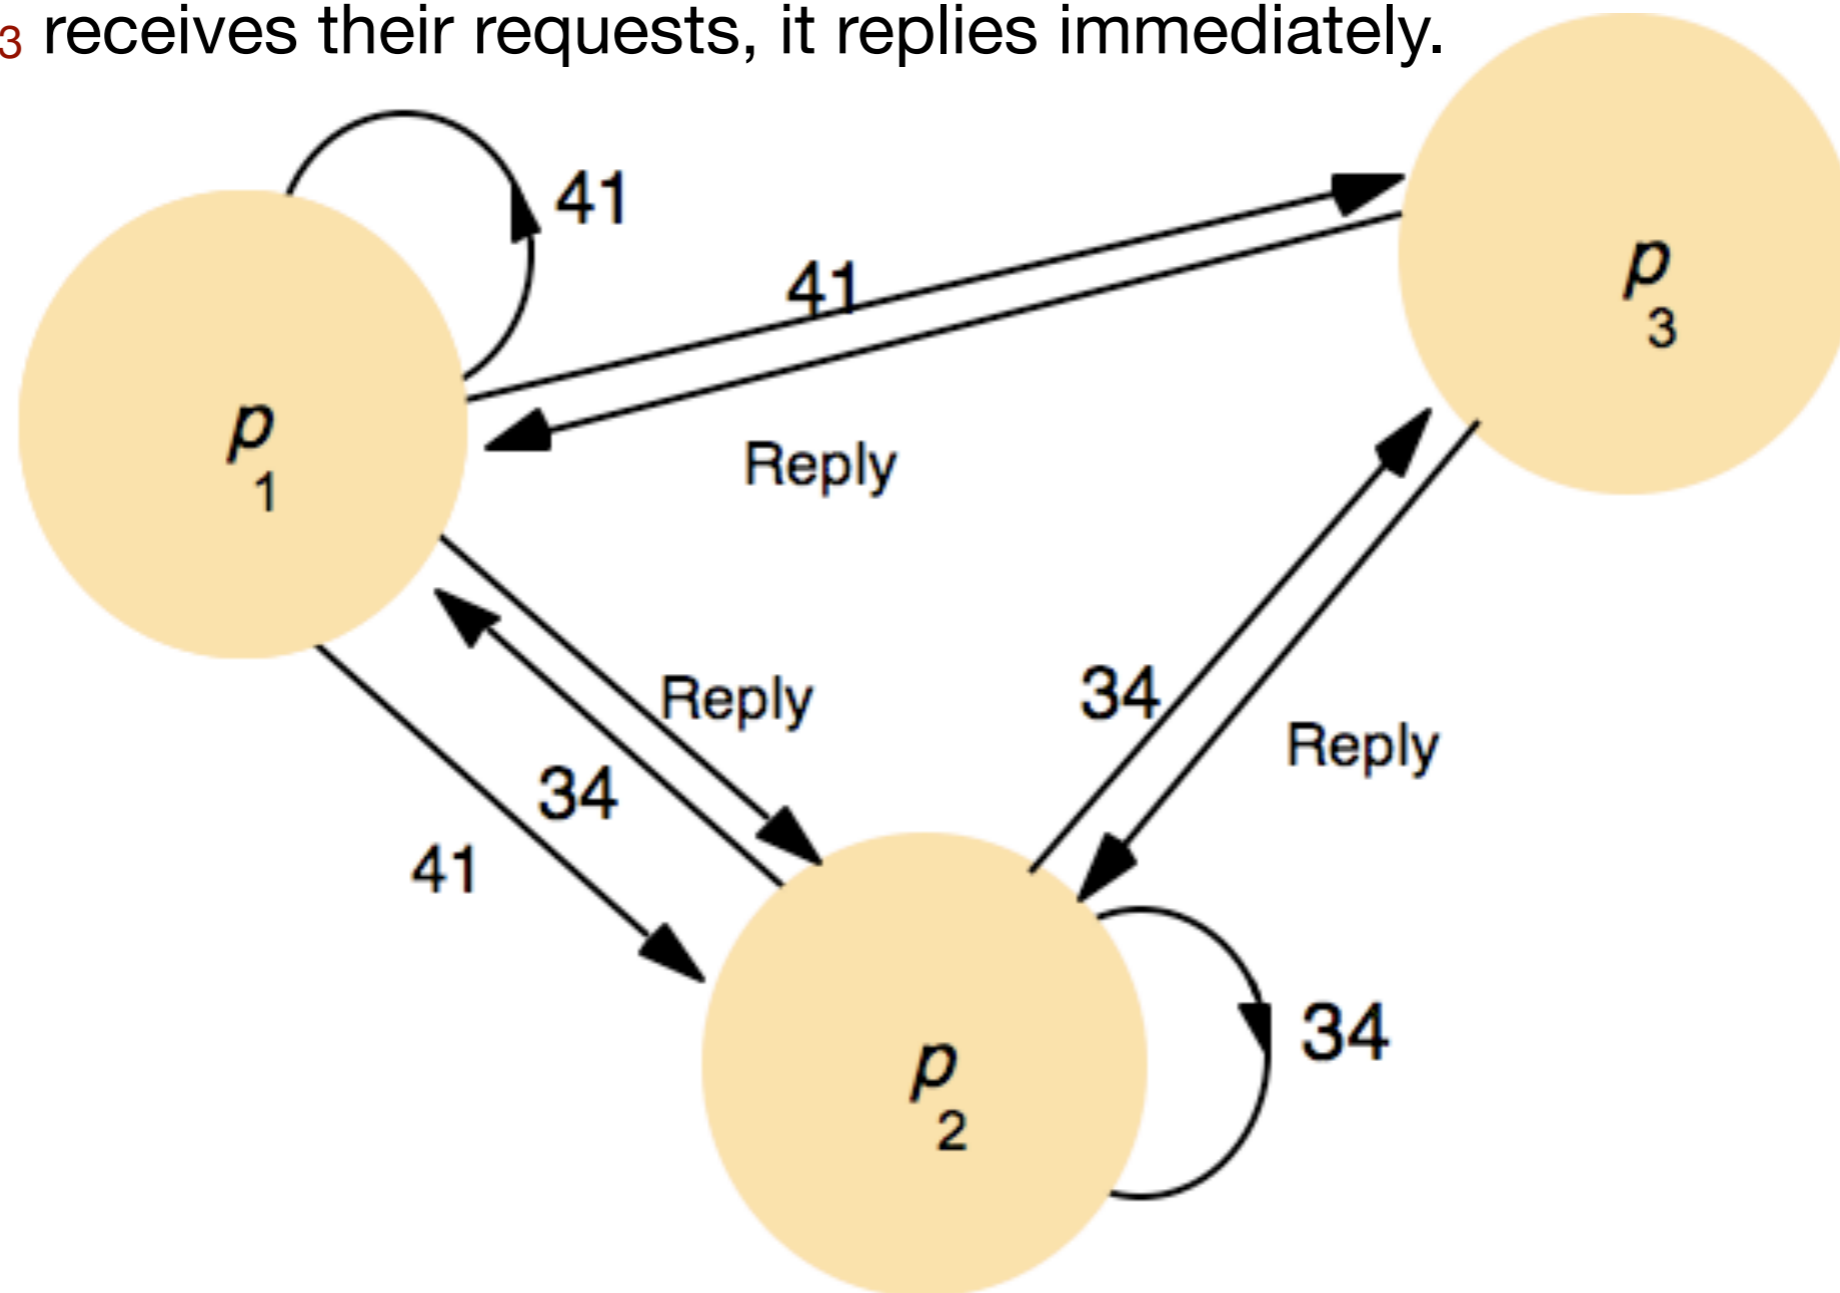 3 receives their requests, it replies immediately.
41
41
p
3
p
1
Reply
Reply
34
34
Reply
41
34
p
2